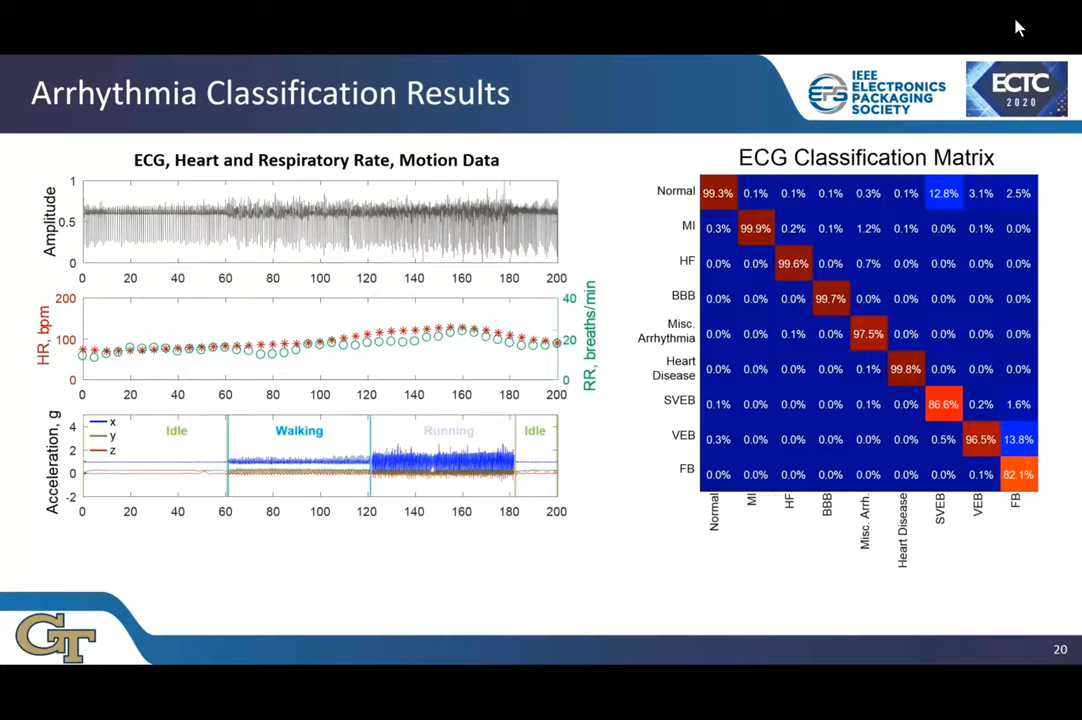 Arrhythmia Classification Results
EPS
IEEE
ELECTRONICS
PACKAGING
SOCIETY
ECTC
2020
ECG, Heart and Respiratory Rate, Motion Data
Amplitude
1
0.5
0
0 20 40 60 80 100 120 140 160 180 200
HR, bpm
200
100
0
40
20
0
RR, breaths/min
0 20 40 60 80 100 120 140 160 180 200
Acceleration, g
4
2
0
-2
x
y
z
Idle Walking Running Idle
0 20 40 60 80 100 120 140 160 180 200
ECG Classification Matrix
Normal 99.3% 0.1% 0.1% 0.1% 0.3% 0.1% 12.8% 3.1% 2.5%
MI 0.3% 99.9% 0.2% 0.1% 1.2% 0.1% 0.0% 0.1% 0.0%
HF 0.0% 0.0% 99.6% 0.0% 0.7% 0.0% 0.0% 0.0% 0.0%
BBB 0.0% 0.0% 0.0% 99.7% 0.0% 0.0% 0.0% 0.0% 0.0%
Misc.
Arrhythmia 0.0% 0.0% 0.1% 0.0% 97.5% 0.0% 0.0% 0.0% 0.0%
Heart
Disease 0.0% 0.0% 0.0% 0.0% 0.1% 99.8% 0.0% 0.0% 0.0%
SVEB 0.1% 0.0% 0.0% 0.0% 0.1% 0.0% 86.6% 0.2% 1.6%
VEB 0.3% 0.0% 0.0% 0.0% 0.0% 0.0% 0.5% 96.5% 13.8%
FB 0.0% 0.0% 0.0% 0.0% 0.0% 0.0% 0.0% 0.1% 82.1%
Normal MI HF BBB Misc. Arrh. Heart Disease SVEB VEB FB
GT
20